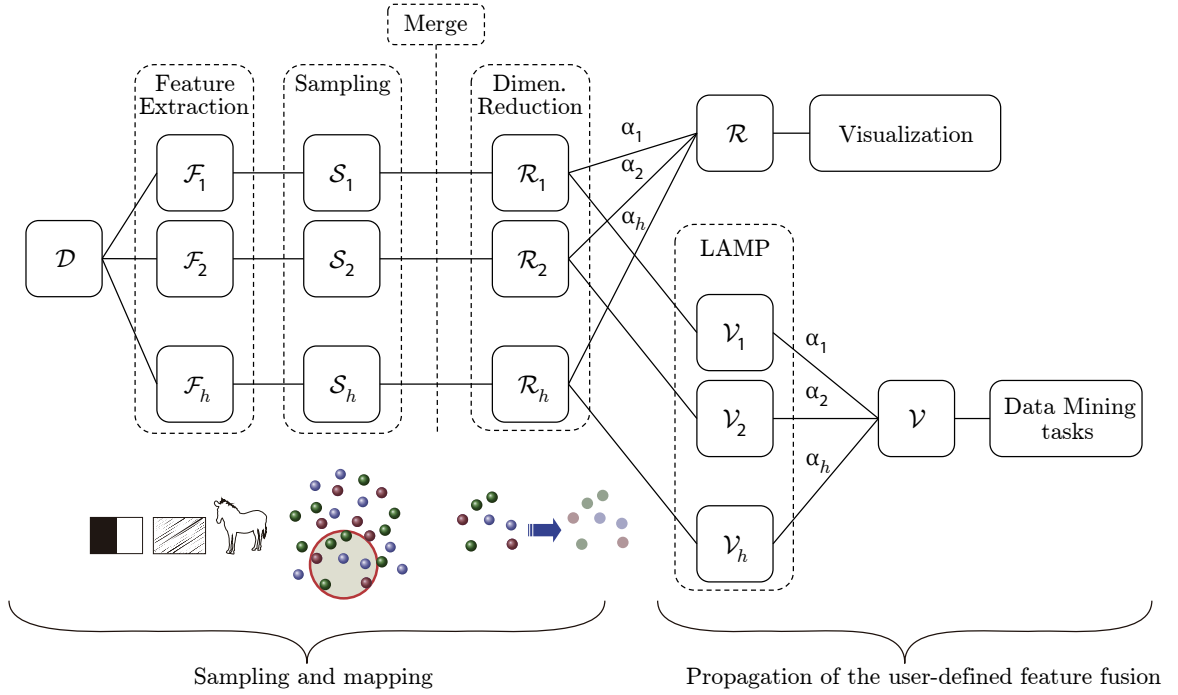 Merge
Feature
Extraction
Sampling
Dimen.
Reduction
𝓓
𝓕₁
𝓢₁
𝓡₁
𝓕₂
𝓢₂
𝓡₂
𝓕ₕ
𝓢ₕ
𝓡ₕ
α₁
α₂
αₕ
𝓡
Visualization
LAMP
𝓥₁
𝓥₂
𝓥ₕ
α₁
α₂
αₕ
𝓥
Data Mining
tasks
Sampling and mapping
Propagation of the user-defined feature fusion